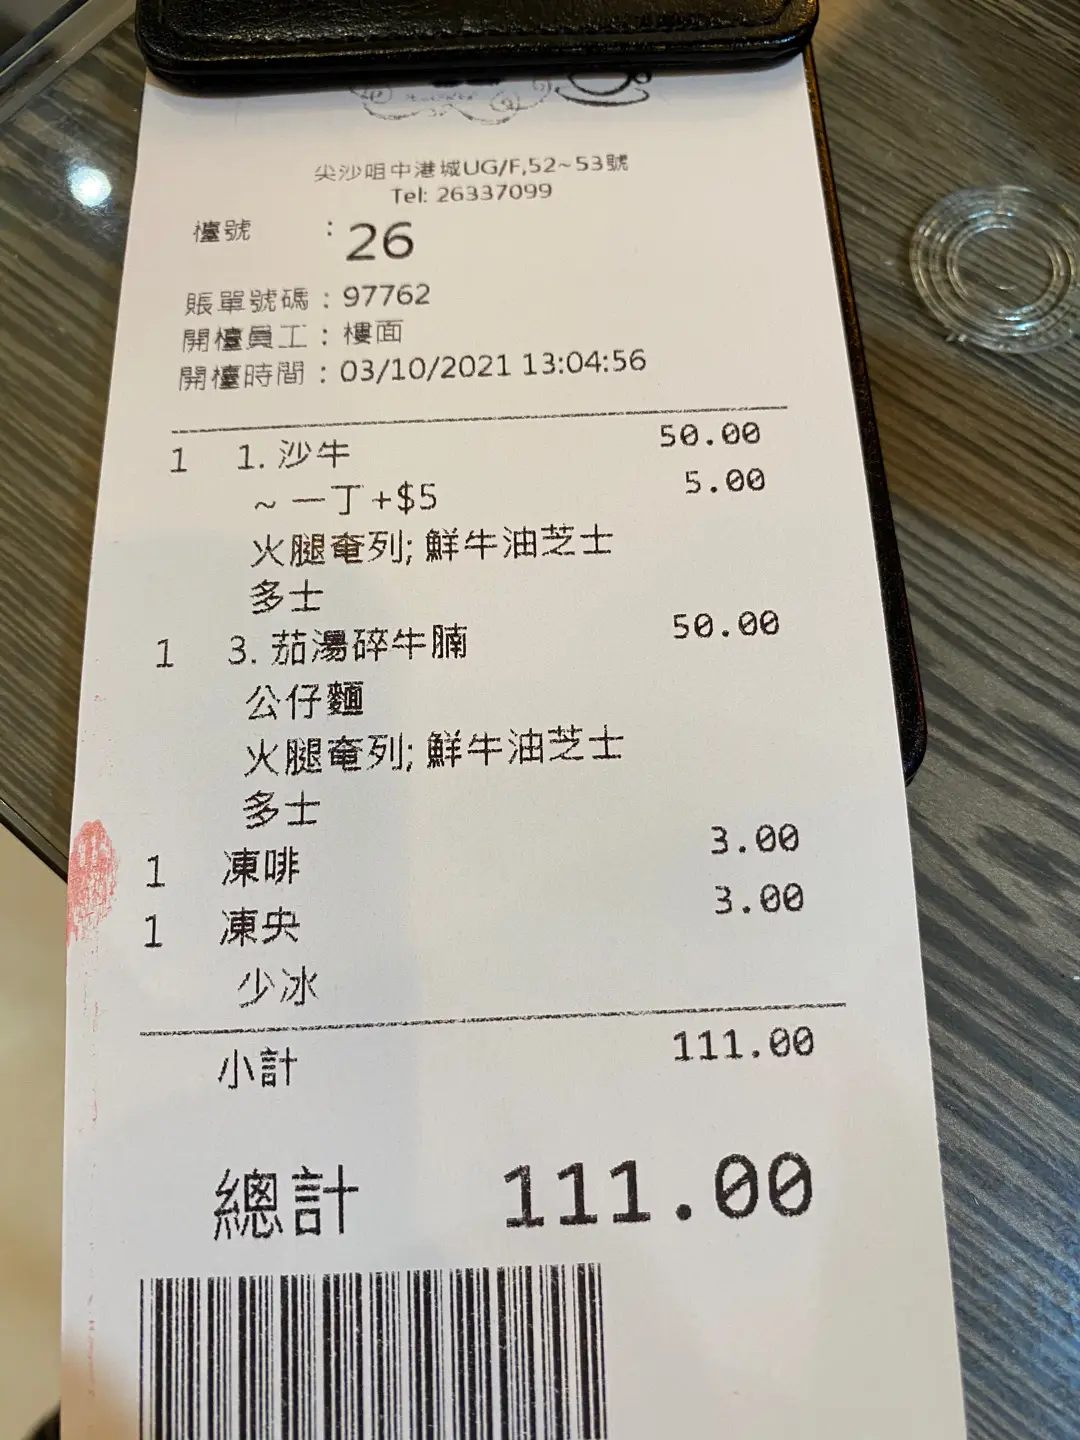 尖沙咀中港城UG/F,52~53號
Tel: 26337099
檯號 : 26
賬單號碼 : 97762
開檯員工 : 樓面
開檯時間 : 03/10/2021 13:04:56
1 1. 沙牛 50.00
~ 一丁 +$5 5.00
火腿奄列; 鮮牛油芝士
多士
1 3. 茄湯碎牛腩 50.00
公仔麵
火腿奄列; 鮮牛油芝士
多士
1 凍啡 3.00
1 凍央 3.00
少冰
小計 111.00
總計 111.00